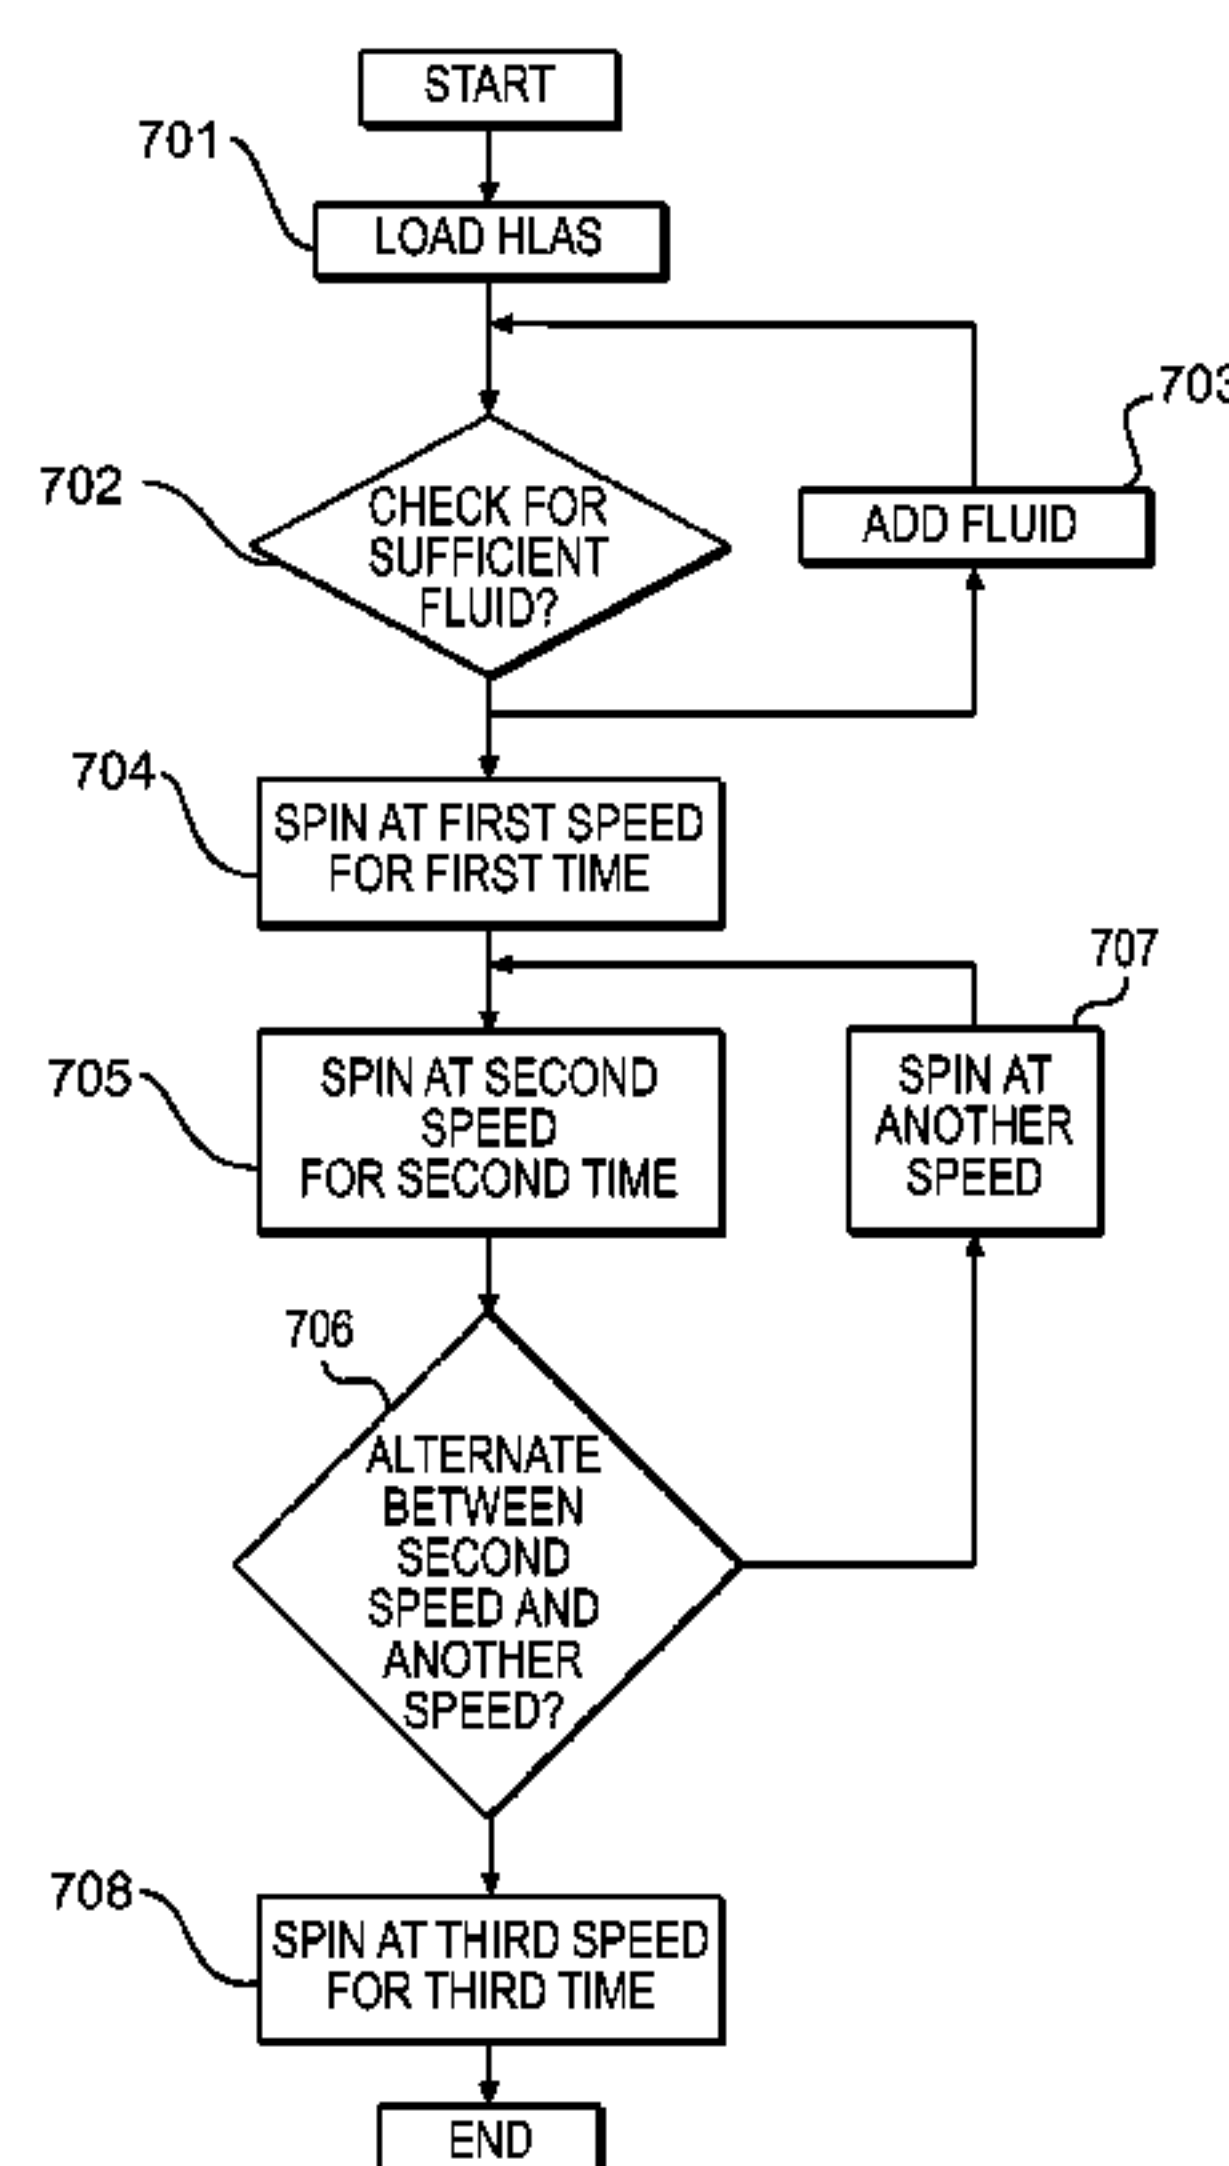 START
701
LOAD HLAS
703
702
CHECK FOR
SUFFICIENT
FLUID?
ADD FLUID
704
SPIN AT FIRST SPEED
FOR FIRST TIME
707
705
SPIN AT SECOND
SPEED
FOR SECOND TIME
SPIN AT
ANOTHER
SPEED
706
ALTERNATE
BETWEEN
SECOND
SPEED AND
ANOTHER
SPEED?
708
SPIN AT THIRD SPEED
FOR THIRD TIME
END